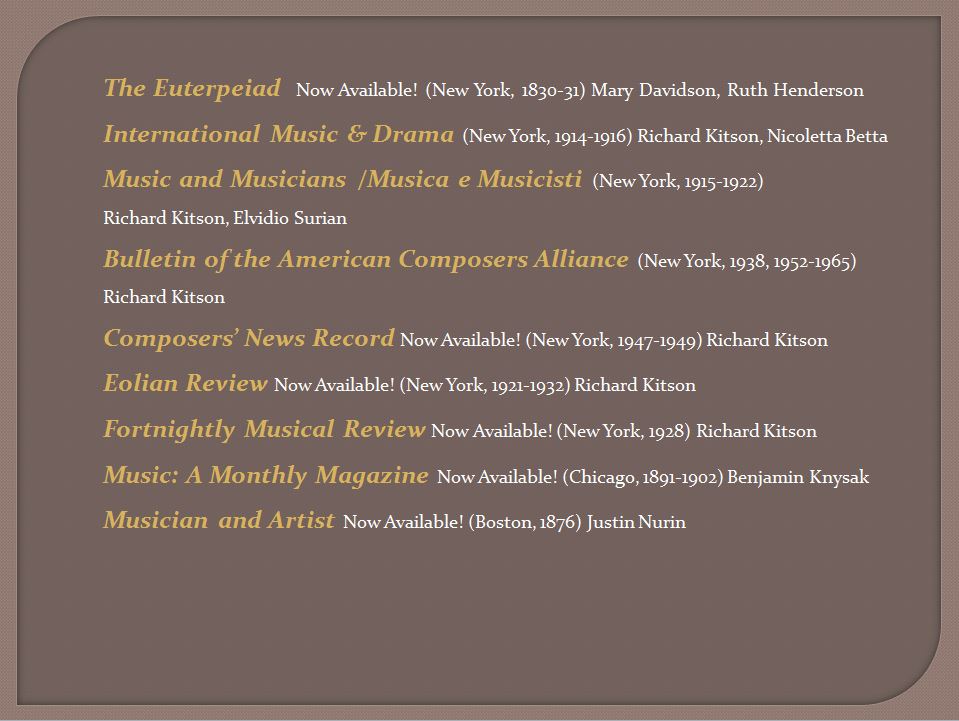 The Euterpeiad Now Available! (New York, 1830-31) Mary Davidson, Ruth Henderson
International Music & Drama (New York, 1914-1916) Richard Kitson, Nicoletta Betta
Music and Musicians /Musica e Musicisti (New York, 1915-1922)
Richard Kitson, Elvidio Surian
Bulletin of the American Composers Alliance (New York, 1938, 1952-1965)
Richard Kitson
Composers’ News Record Now Available! (New York, 1947-1949) Richard Kitson
Eolian Review Now Available! (New York, 1921-1932) Richard Kitson
Fortnightly Musical Review Now Available! (New York, 1928) Richard Kitson
Music: A Monthly Magazine Now Available! (Chicago, 1891-1902) Benjamin Knysak
Musician and Artist Now Available! (Boston, 1876) Justin Nurin